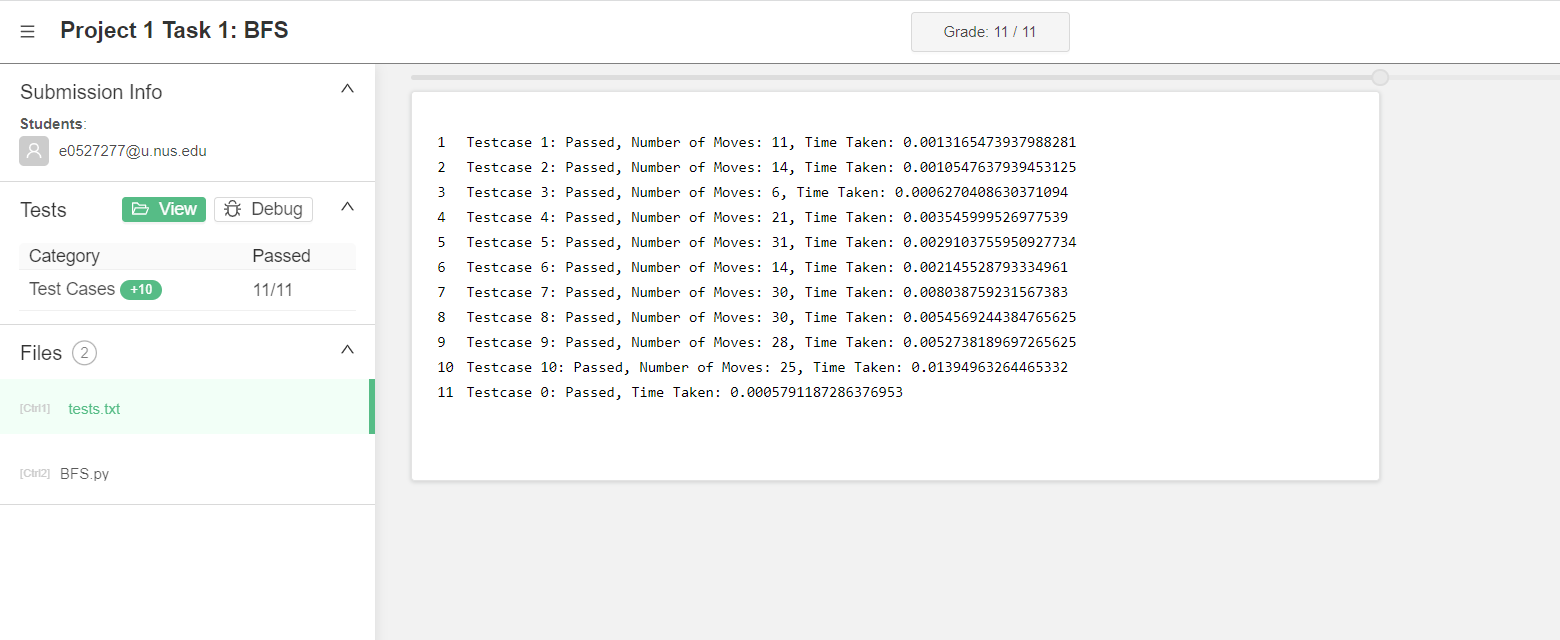 ☰ Project 1 Task 1: BFS
Grade: 11 / 11
Submission Info
Students:
e0527277@u.nus.edu
Tests View Debug
Category Passed
Test Cases +10 11/11
Files 2
[Ctrl1] tests.txt
[Ctrl2] BFS.py
1 Testcase 1: Passed, Number of Moves: 11, Time Taken: 0.0013165473937988281
2 Testcase 2: Passed, Number of Moves: 14, Time Taken: 0.0010547637939453125
3 Testcase 3: Passed, Number of Moves: 6, Time Taken: 0.0006270408630371094
4 Testcase 4: Passed, Number of Moves: 21, Time Taken: 0.003545999526977539
5 Testcase 5: Passed, Number of Moves: 31, Time Taken: 0.0029103755950927734
6 Testcase 6: Passed, Number of Moves: 14, Time Taken: 0.002145528793334961
7 Testcase 7: Passed, Number of Moves: 30, Time Taken: 0.008038759231567383
8 Testcase 8: Passed, Number of Moves: 30, Time Taken: 0.0054569244384765625
9 Testcase 9: Passed, Number of Moves: 28, Time Taken: 0.0052738189697265625
10 Testcase 10: Passed, Number of Moves: 25, Time Taken: 0.01394963264465332
11 Testcase 0: Passed, Time Taken: 0.0005791187286376953